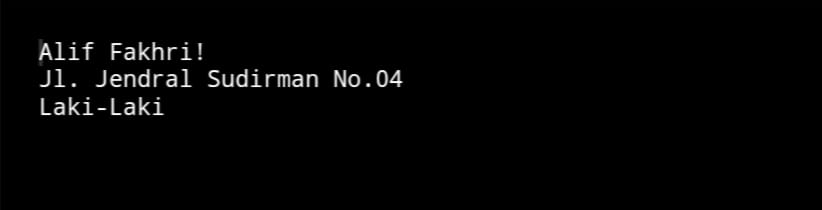 Alif Fakhri!
Jl. Jendral Sudirman No.04
Laki-Laki